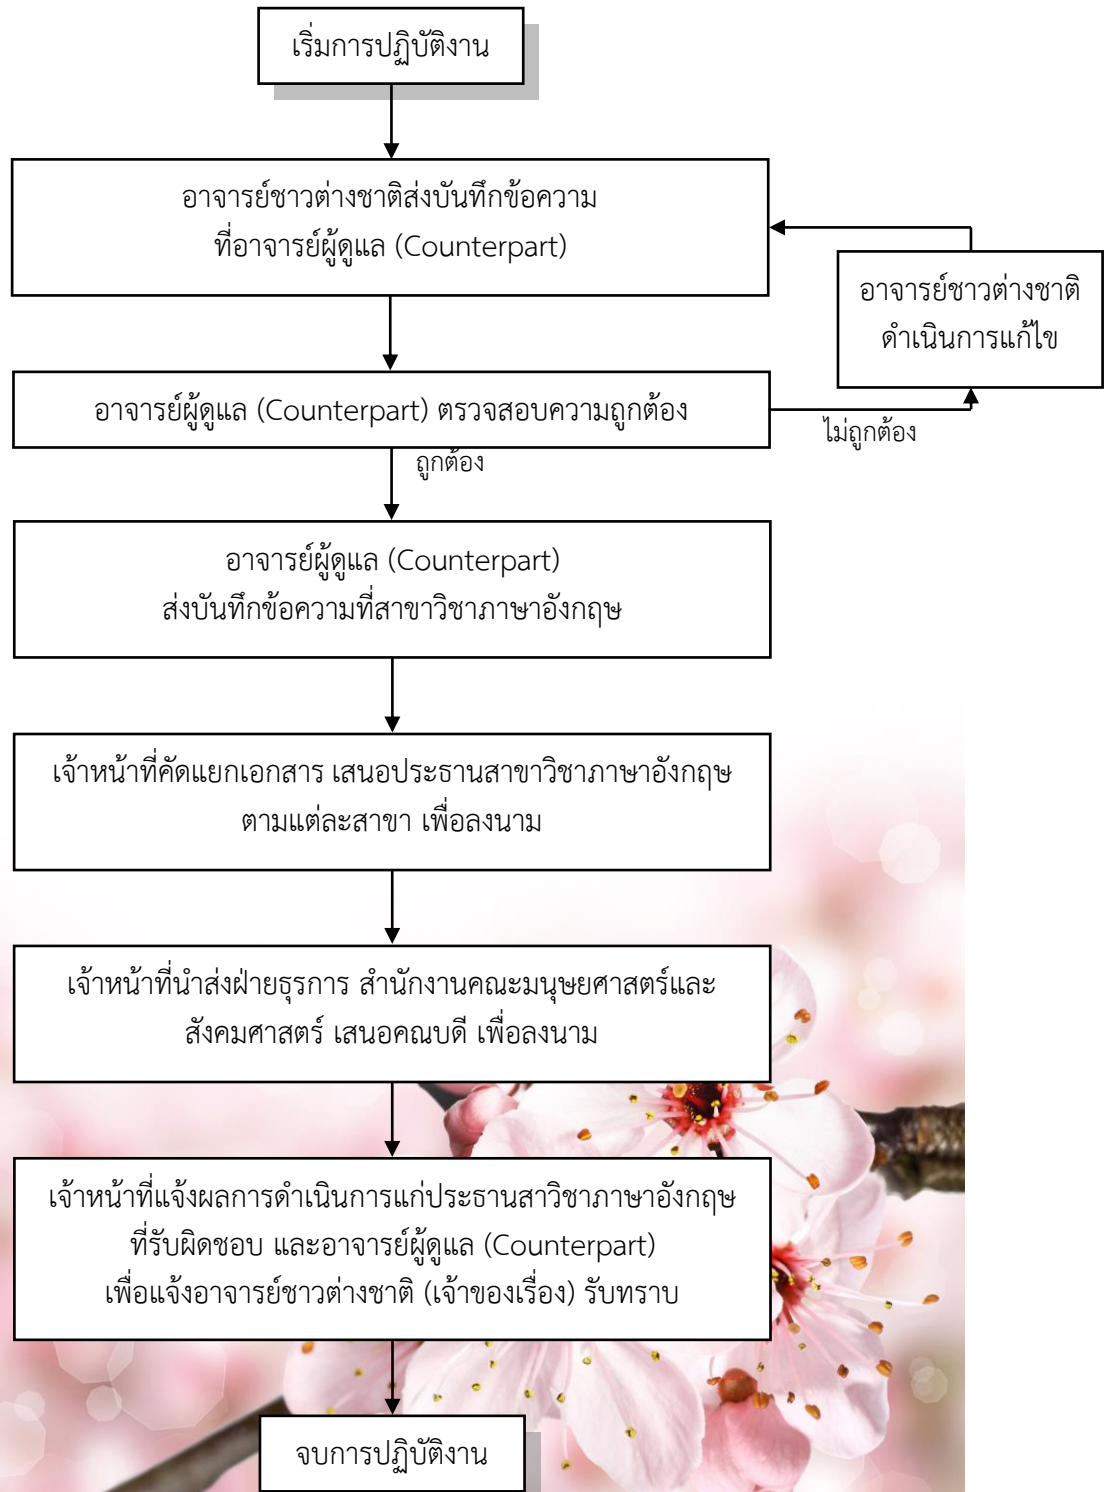 เริ่มการปฏิบัติงาน
อาจารย์ชาวต่างชาติส่งบันทึกข้อความ
ที่อาจารย์ผู้ดูแล (Counterpart)
อาจารย์ชาวต่างชาติ
ดำเนินการแก้ไข
อาจารย์ผู้ดูแล (Counterpart) ตรวจสอบความถูกต้อง
ไม่ถูกต้อง
ถูกต้อง
อาจารย์ผู้ดูแล (Counterpart)
ส่งบันทึกข้อความที่สาขาวิชาภาษาอังกฤษ
เจ้าหน้าที่คัดแยกเอกสาร เสนอประธานสาขาวิชาภาษาอังกฤษ
ตามแต่ละสาขา เพื่อลงนาม
เจ้าหน้าที่นำส่งฝ่ายธุรการ สำนักงานคณะมนุษยศาสตร์และ
สังคมศาสตร์ เสนอคณบดี เพื่อลงนาม
เจ้าหน้าที่แจ้งผลการดำเนินการแก่ประธานสาวิชาภาษาอังกฤษ
ที่รับผิดชอบ และอาจารย์ผู้ดูแล (Counterpart)
เพื่อแจ้งอาจารย์ชาวต่างชาติ (เจ้าของเรื่อง) รับทราบ
จบการปฏิบัติงาน